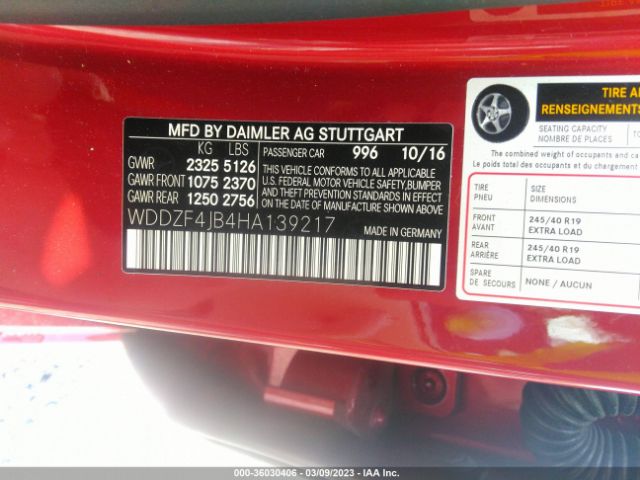 MFD BY DAIMLER AG STUTTGART
KG LBS
PASSENGER CAR 996 10/16
GVWR 2325 5126
GAWR FRONT 1075 2370
GAWR REAR 1250 2756
THIS VEHICLE CONFORMS TO ALL APPLICABLE
U.S. FEDERAL MOTOR VEHICLE SAFETY, BUMPER
AND THEFT PREVENTION STANDARDS
IN EFFECT ON THE DATE OF
MANUFACTURE SHOWN ABOVE.
WDDZF4JB4HA139217
MADE IN GERMANY
TIRE
RENSEIGNEMENTS
SEATING CAPACITY
NOMBRE DE PLACES
The combined weight of occupants and
Le poids total des occupants et du
TIRE
PNEU
SIZE
DIMENSIONS
FRONT
AVANT
245/40 R19
EXTRA LOAD
REAR
ARRIÈRE
245/40 R19
EXTRA LOAD
SPARE
DE SECOURS
NONE / AUCUN
000-36030406 - 03/09/2023 - IAA Inc.